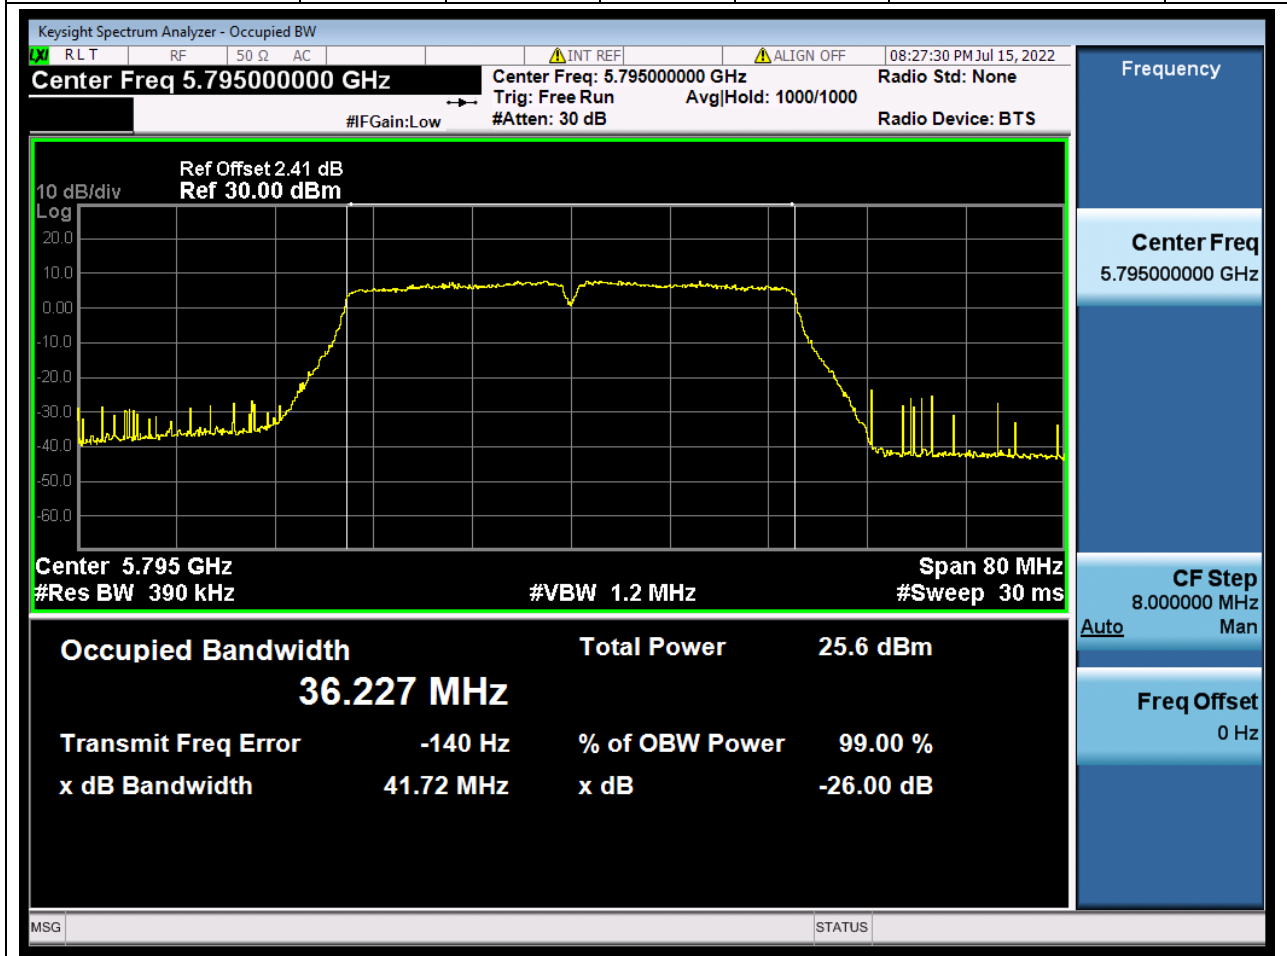 Keysight Spectrum Analyzer - Occupied BW
LXI RLT RF 50 Ω AC INT REF ALIGN OFF 08:27:30 PM Jul 15, 2022
Center Freq 5.795000000 GHz
Center Freq: 5.795000000 GHz Radio Std: None
Trig: Free Run Avg|Hold: 1000/1000
#IFGain:Low #Atten: 30 dB Radio Device: BTS
Frequency
Ref Offset 2.41 dB
10 dB/div Ref 30.00 dBm
Log
20.0
10.0
0.00
-10.0
-20.0
-30.0
-40.0
-50.0
-60.0
Center 5.795 GHz Span 80 MHz
#Res BW 390 kHz #VBW 1.2 MHz #Sweep 30 ms
Occupied Bandwidth Total Power 25.6 dBm
36.227 MHz
Transmit Freq Error -140 Hz % of OBW Power 99.00 %
x dB Bandwidth 41.72 MHz x dB -26.00 dB
Center Freq
5.795000000 GHz
CF Step
8.000000 MHz
Auto Man
Freq Offset
0 Hz
MSG STATUS